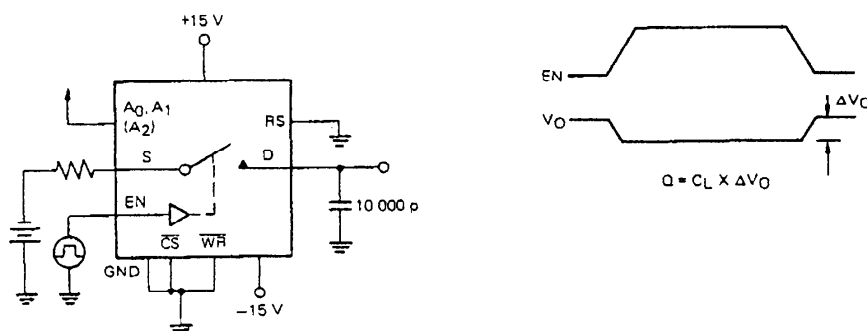 +15 V
A0, A1
(A2)
RS
S
D
EN
10 000 p
CS
WR
GND
-15 V
EN
VO
ΔVO
Q = CL X ΔVO